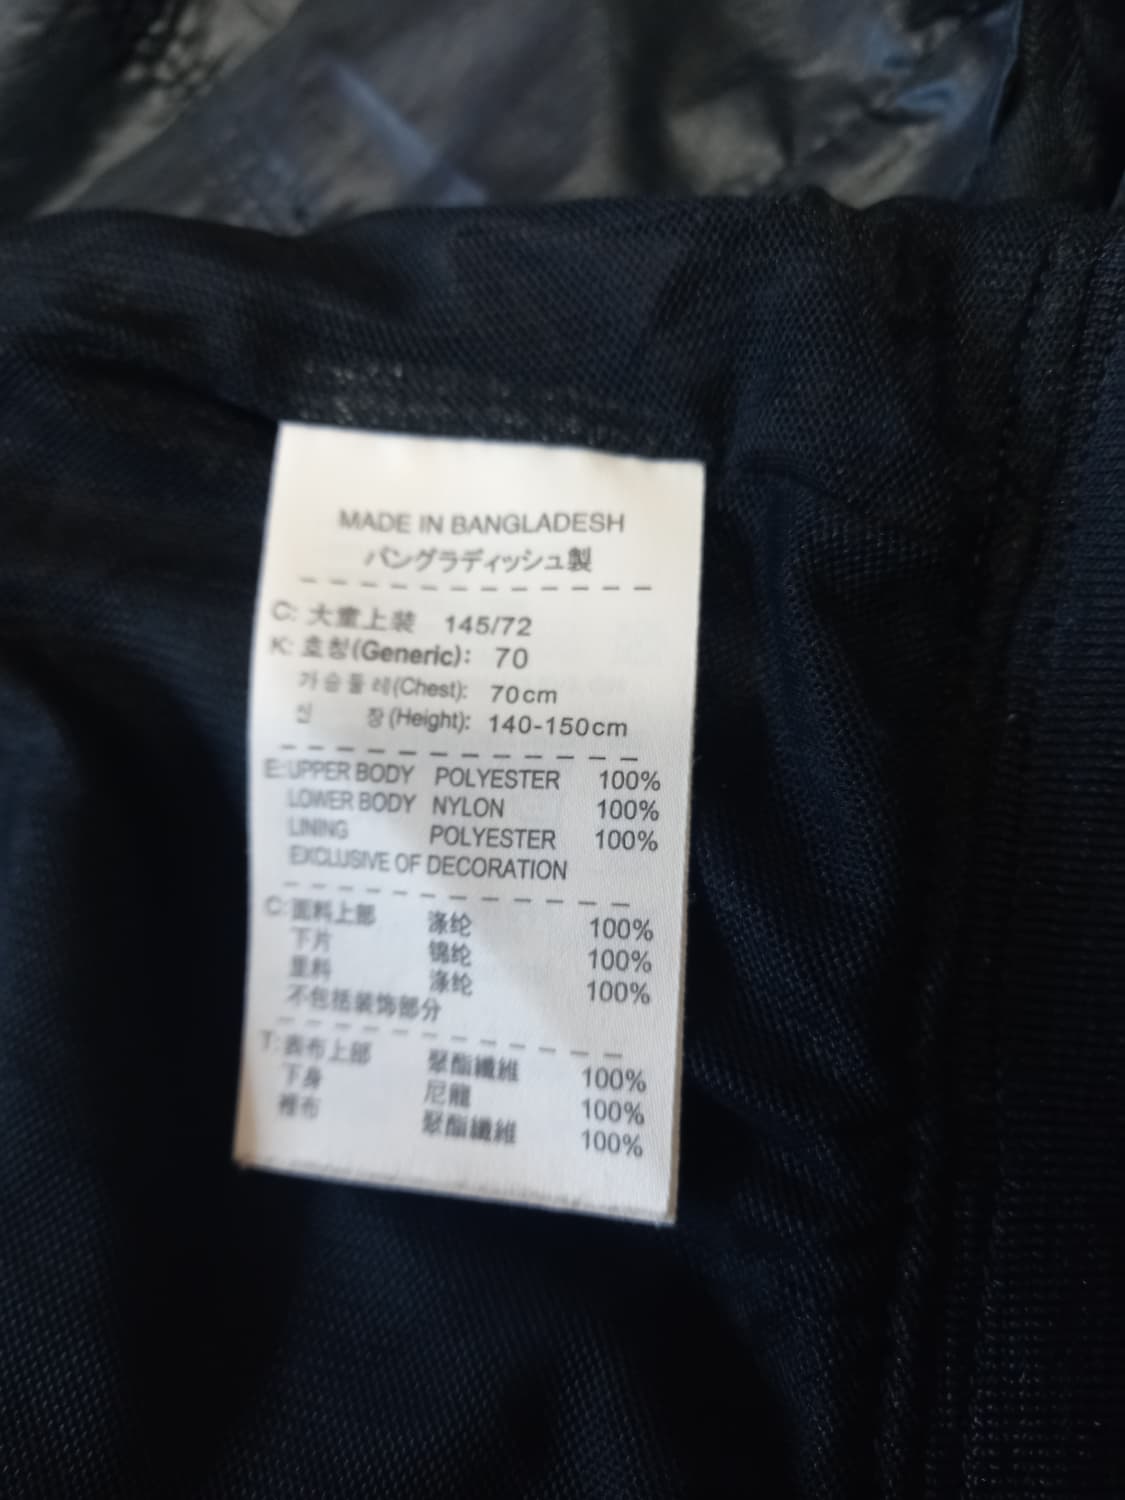 MADE IN BANGLADESH
バングラディッシュ製
C: 大童上装 145/72
K: 호칭(Generic): 70
가슴둘레(Chest): 70cm
신 장(Height): 140-150cm
E: UPPER BODY POLYESTER 100%
LOWER BODY NYLON 100%
LINING POLYESTER 100%
EXCLUSIVE OF DECORATION
C: 面料上部 涤纶 100%
下片 锦纶 100%
里料 涤纶 100%
不包括装饰部分
T: 表布上部 聚酯纖維 100%
下身 尼龍 100%
裡布 聚酯纖維 100%